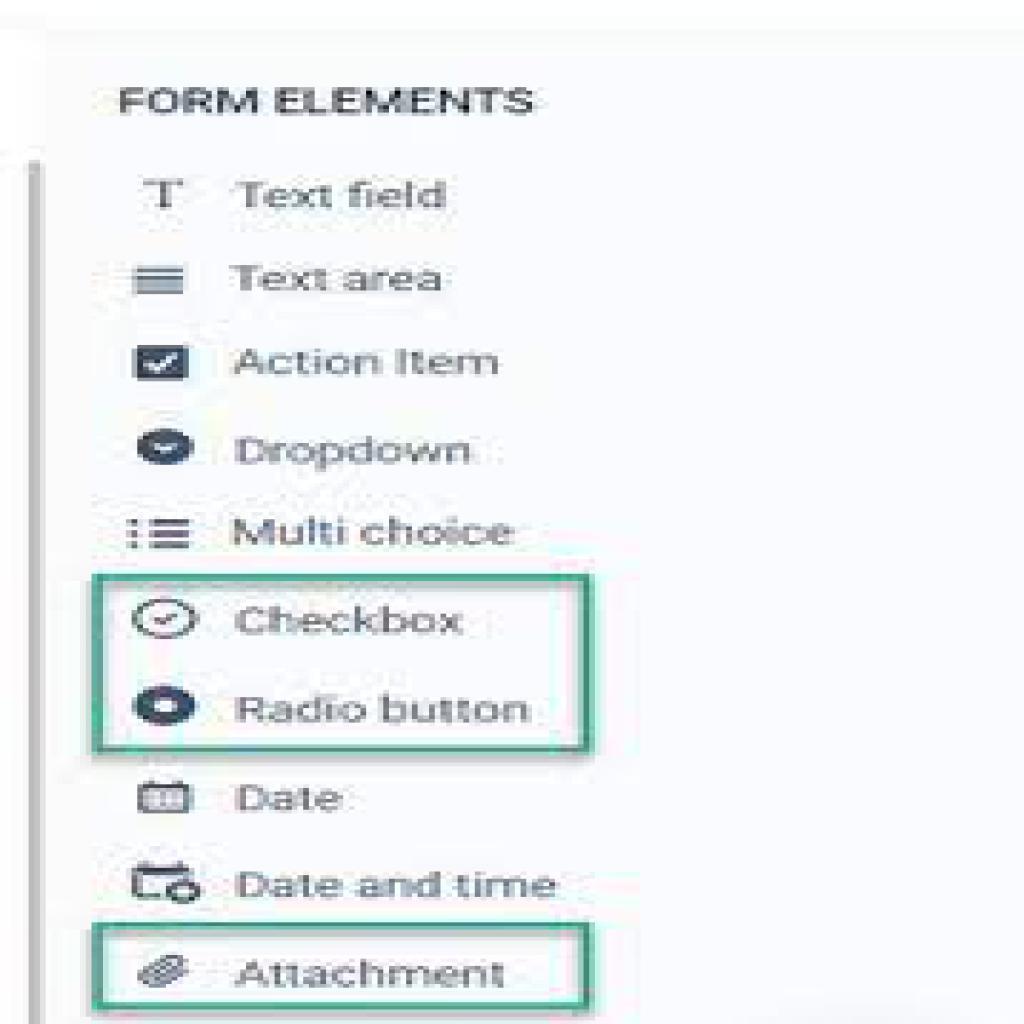 FORM ELEMENTS
Text field
Text area
Action Item
Dropdown
Multi choice
Checkbox
Radio button
Date
Date and time
Attachment